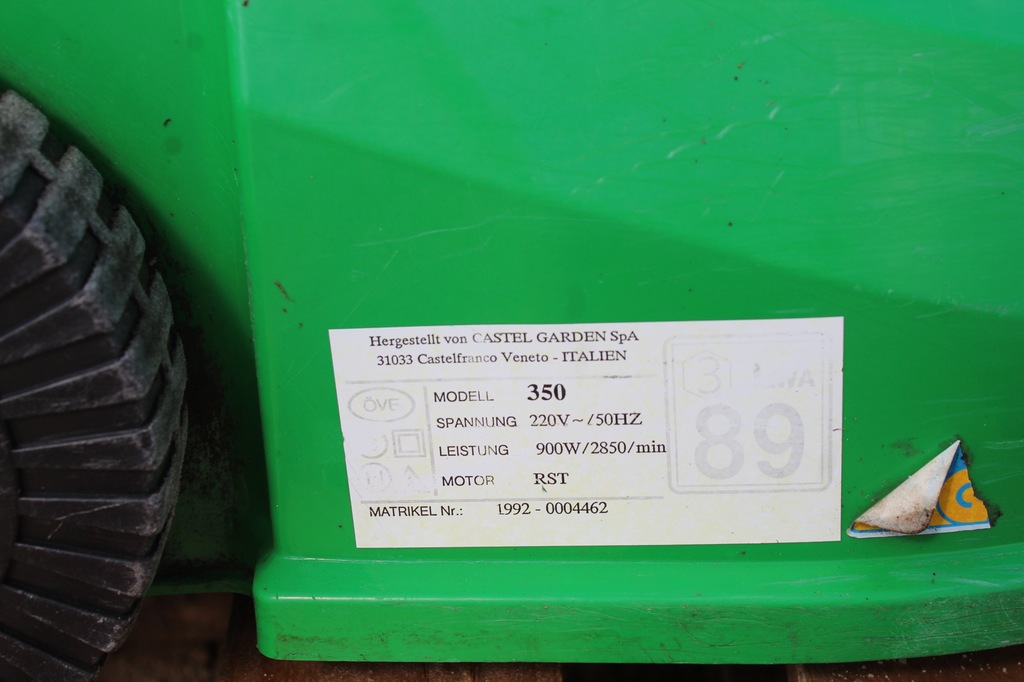 Hergestellt von CASTEL GARDEN SpA
31033 Castelfranco Veneto - ITALIEN
ÖVE
MODELL 350
SPANNUNG 220V~/50HZ
LEISTUNG 900W/2850/min
MOTOR RST
MATRIKEL Nr.: 1992 - 0004462
89